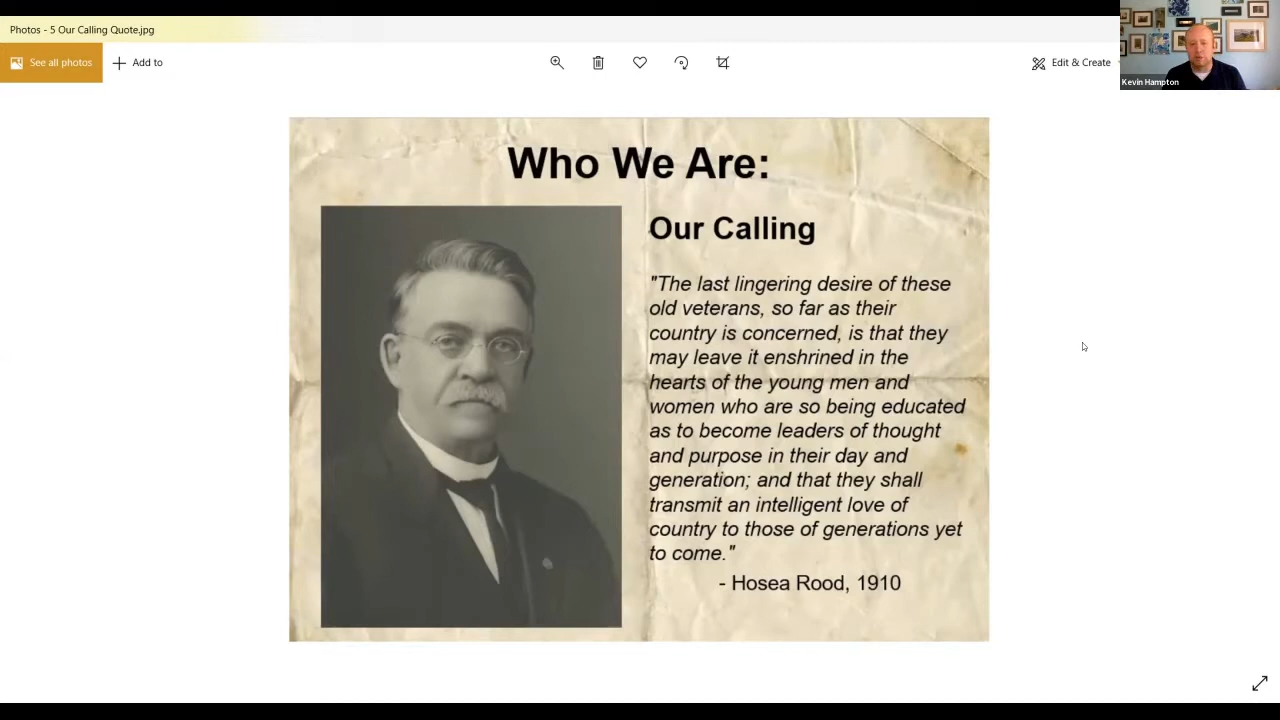 Photos - 5 Our Calling Quote.jpg
See all photos
Add to
Edit & Create
Kevin Hampton
Who We Are:
Our Calling
"The last lingering desire of these
old veterans, so far as their
country is concerned, is that they
may leave it enshrined in the
hearts of the young men and
women who are so being educated
as to become leaders of thought
and purpose in their day and
generation; and that they shall
transmit an intelligent love of
country to those of generations yet
to come."
- Hosea Rood, 1910